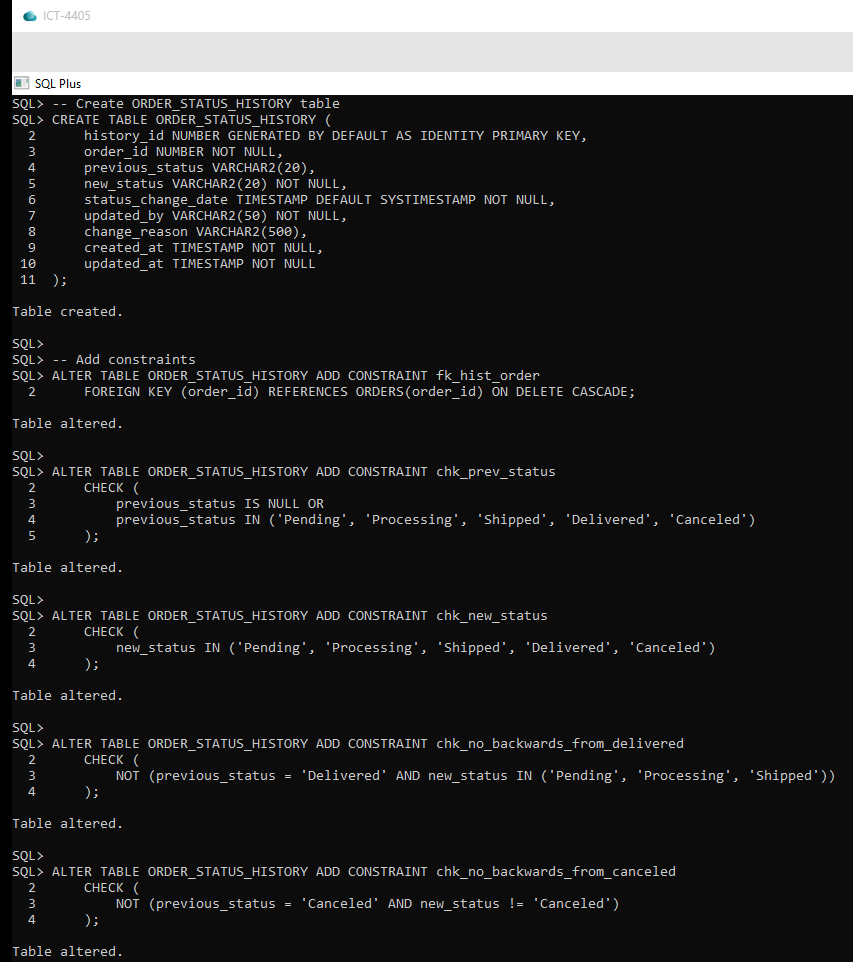 ICT-4405
SQL Plus
SQL> -- Create ORDER_STATUS_HISTORY table
SQL> CREATE TABLE ORDER_STATUS_HISTORY (
  2      history_id NUMBER GENERATED BY DEFAULT AS IDENTITY PRIMARY KEY,
  3      order_id NUMBER NOT NULL,
  4      previous_status VARCHAR2(20),
  5      new_status VARCHAR2(20) NOT NULL,
  6      status_change_date TIMESTAMP DEFAULT SYSTIMESTAMP NOT NULL,
  7      updated_by VARCHAR2(50) NOT NULL,
  8      change_reason VARCHAR2(500),
  9      created_at TIMESTAMP NOT NULL,
 10      updated_at TIMESTAMP NOT NULL
 11  );
Table created.
SQL>
SQL> -- Add constraints
SQL> ALTER TABLE ORDER_STATUS_HISTORY ADD CONSTRAINT fk_hist_order
  2      FOREIGN KEY (order_id) REFERENCES ORDERS(order_id) ON DELETE CASCADE;
Table altered.
SQL>
SQL> ALTER TABLE ORDER_STATUS_HISTORY ADD CONSTRAINT chk_prev_status
  2      CHECK (
  3          previous_status IS NULL OR
  4          previous_status IN ('Pending', 'Processing', 'Shipped', 'Delivered', 'Canceled')
  5      );
Table altered.
SQL>
SQL> ALTER TABLE ORDER_STATUS_HISTORY ADD CONSTRAINT chk_new_status
  2      CHECK (
  3          new_status IN ('Pending', 'Processing', 'Shipped', 'Delivered', 'Canceled')
  4      );
Table altered.
SQL>
SQL> ALTER TABLE ORDER_STATUS_HISTORY ADD CONSTRAINT chk_no_backwards_from_delivered
  2      CHECK (
  3          NOT (previous_status = 'Delivered' AND new_status IN ('Pending', 'Processing', 'Shipped'))
  4      );
Table altered.
SQL>
SQL> ALTER TABLE ORDER_STATUS_HISTORY ADD CONSTRAINT chk_no_backwards_from_canceled
  2      CHECK (
  3          NOT (previous_status = 'Canceled' AND new_status != 'Canceled')
  4      );
Table altered.